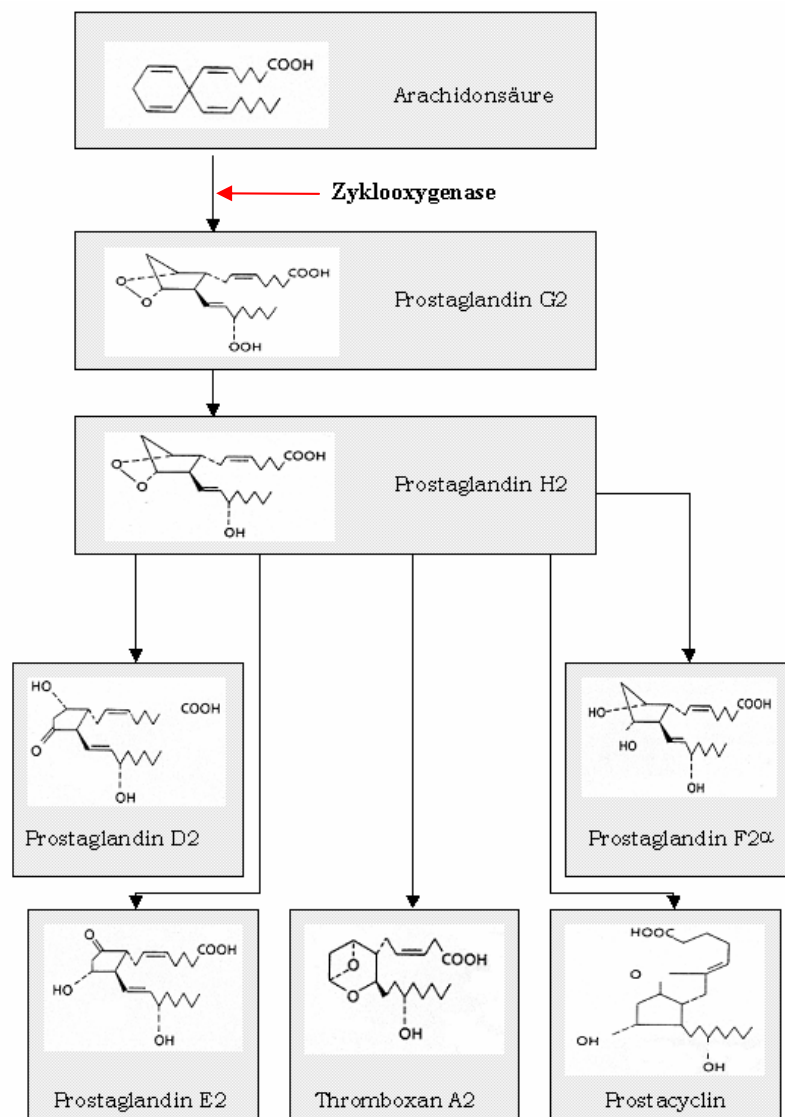 COOH
Arachidonsäure
Zyklooxygenase
O
O
COOH
OOH
Prostaglandin G2
O
O
COOH
OH
Prostaglandin H2
HO
COOH
O
OH
Prostaglandin D2
HO
HO
COOH
OH
Prostaglandin F2α
O
COOH
HO
OH
Prostaglandin E2
O
O
COOH
OH
Thromboxan A2
HOOC
O
OH
OH
Prostacyclin